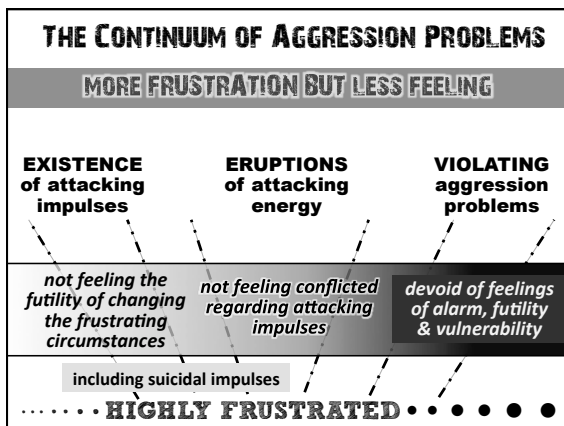 THE CONTINUUM OF AGGRESSION PROBLEMS
MORE FRUSTRATION BUT LESS FEELING
EXISTENCE
of attacking
impulses
ERUPTIONS
of attacking
energy
VIOLATING
aggression
problems
not feeling the
futility of changing
the frustrating
circumstances
not feeling conflicted
regarding attacking
impulses
devoid of feelings
of alarm, futility
& vulnerability
including suicidal impulses
HIGHLY FRUSTRATED